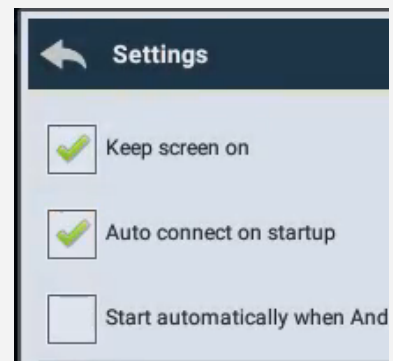 Settings
Keep screen on
Auto connect on startup
Start automatically when And